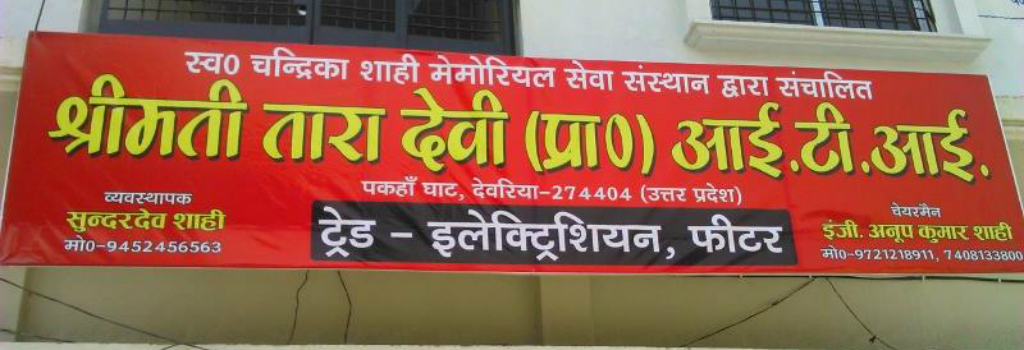 स्व0 चन्द्रिका शाही मेमोरियल सेवा संस्थान द्वारा संचालित
श्रीमती तारा देवी (प्रा0) आई.टी.आई.
पकहाँ घाट, देवरिया-274404 (उत्तर प्रदेश)
व्यवस्थापक
सुन्दरदेव शाही
मो0-9452456563
ट्रेड - इलेक्ट्रिशियन, फीटर
चेयरमैन
इंजी. अनूप कुमार शाही
मो0-9721218911, 7408133800